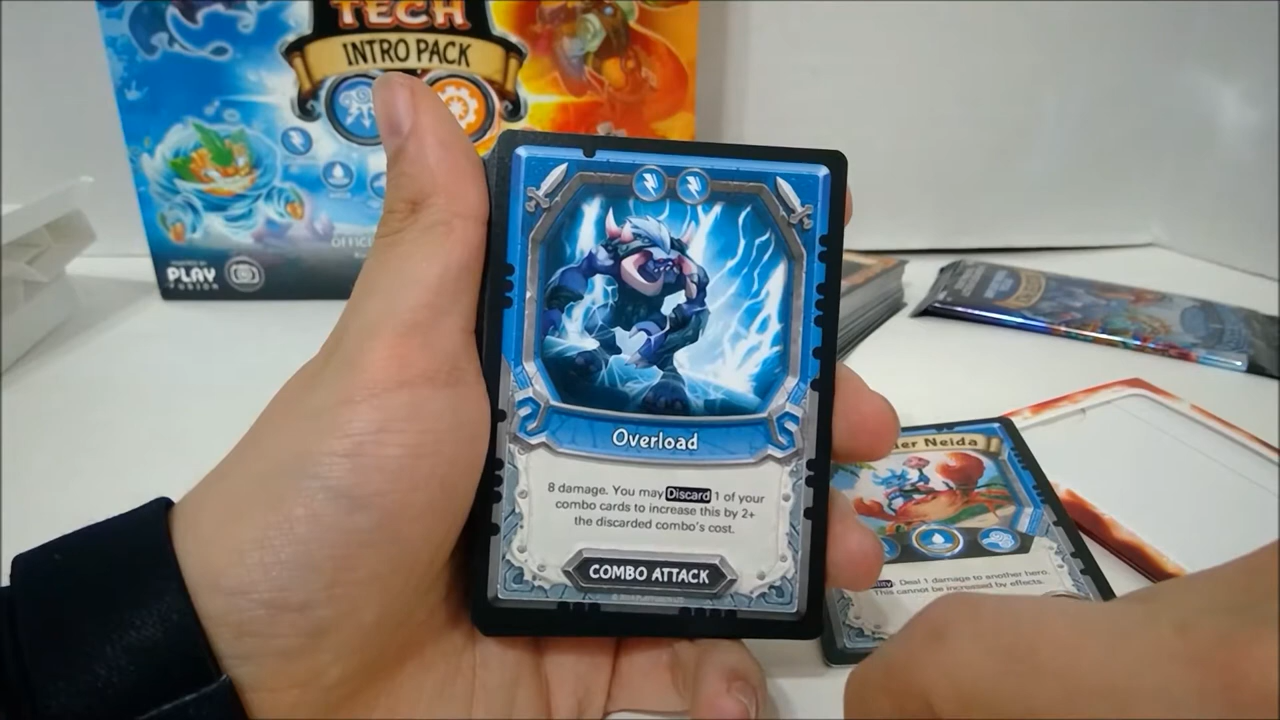 TECH
INTRO PACK
PLAY
FUSION
Overload
8 damage. You may Discard 1 of your
combo cards to increase this by 2+
the discarded combo's cost.
COMBO ATTACK
Neida
Deal 1 damage to another hero.
This cannot be increased by effects.